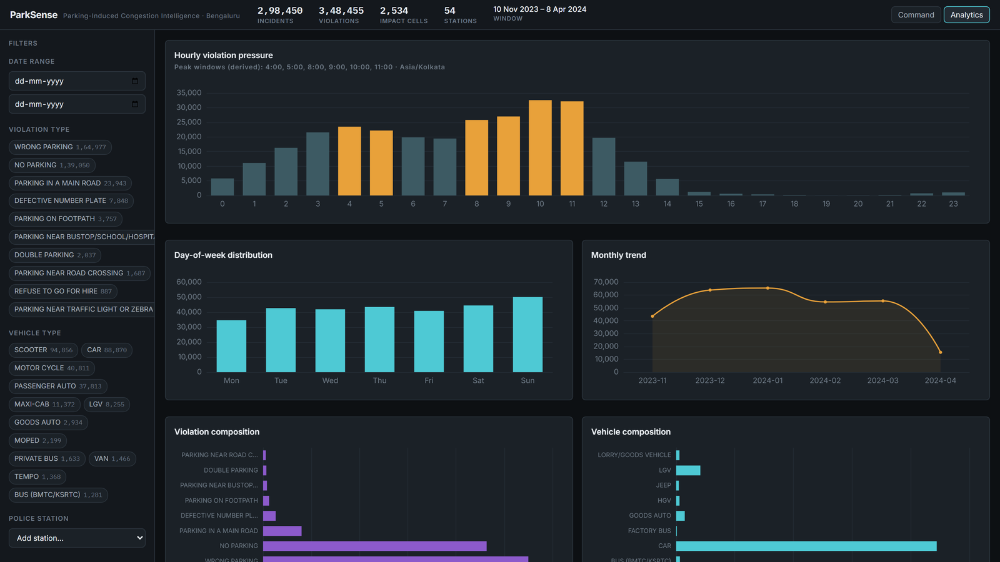 ParkSense Parking-Induced Congestion Intelligence · Bengaluru
2,98,450
INCIDENTS
3,48,455
VIOLATIONS
2,534
IMPACT CELLS
54
STATIONS
10 Nov 2023 – 8 Apr 2024
WINDOW
Command
Analytics
FILTERS
DATE RANGE
dd-mm-yyyy
dd-mm-yyyy
VIOLATION TYPE
WRONG PARKING 1,64,977
NO PARKING 1,39,050
PARKING IN A MAIN ROAD 23,943
DEFECTIVE NUMBER PLATE 7,848
PARKING ON FOOTPATH 3,757
PARKING NEAR BUSTOP/SCHOOL/HOSPITA
DOUBLE PARKING 2,037
PARKING NEAR ROAD CROSSING 1,687
REFUSE TO GO FOR HIRE 887
PARKING NEAR TRAFFIC LIGHT OR ZEBRA
VEHICLE TYPE
SCOOTER 94,856 CAR 88,870
MOTOR CYCLE 40,811
PASSENGER AUTO 37,813
MAXI-CAB 11,372 LGV 8,255
GOODS AUTO 2,934
MOPED 2,199
PRIVATE BUS 1,633 VAN 1,466
TEMPO 1,368
BUS (BMTC/KSRTC) 1,281
POLICE STATION
Add station...
Hourly violation pressure
Peak windows (derived): 4:00, 5:00, 8:00, 9:00, 10:00, 11:00 · Asia/Kolkata
35,000
30,000
25,000
20,000
15,000
10,000
5,000
0
0 1 2 3 4 5 6 7 8 9 10 11 12 13 14 15 16 17 18 19 20 21 22 23
Day-of-week distribution
60,000
50,000
40,000
30,000
20,000
10,000
0
Mon Tue Wed Thu Fri Sat Sun
Monthly trend
70,000
60,000
50,000
40,000
30,000
20,000
10,000
0
2023-11 2023-12 2024-01 2024-02 2024-03 2024-04
Violation composition
PARKING NEAR ROAD C...
DOUBLE PARKING
PARKING NEAR BUSTOP...
PARKING ON FOOTPATH
DEFECTIVE NUMBER PL...
PARKING IN A MAIN ROAD
NO PARKING
WRONG PARKING
Vehicle composition
LORRY/GOODS VEHICLE
LGV
JEEP
HGV
GOODS AUTO
FACTORY BUS
CAR
BUS (BMTC/KSRTC)